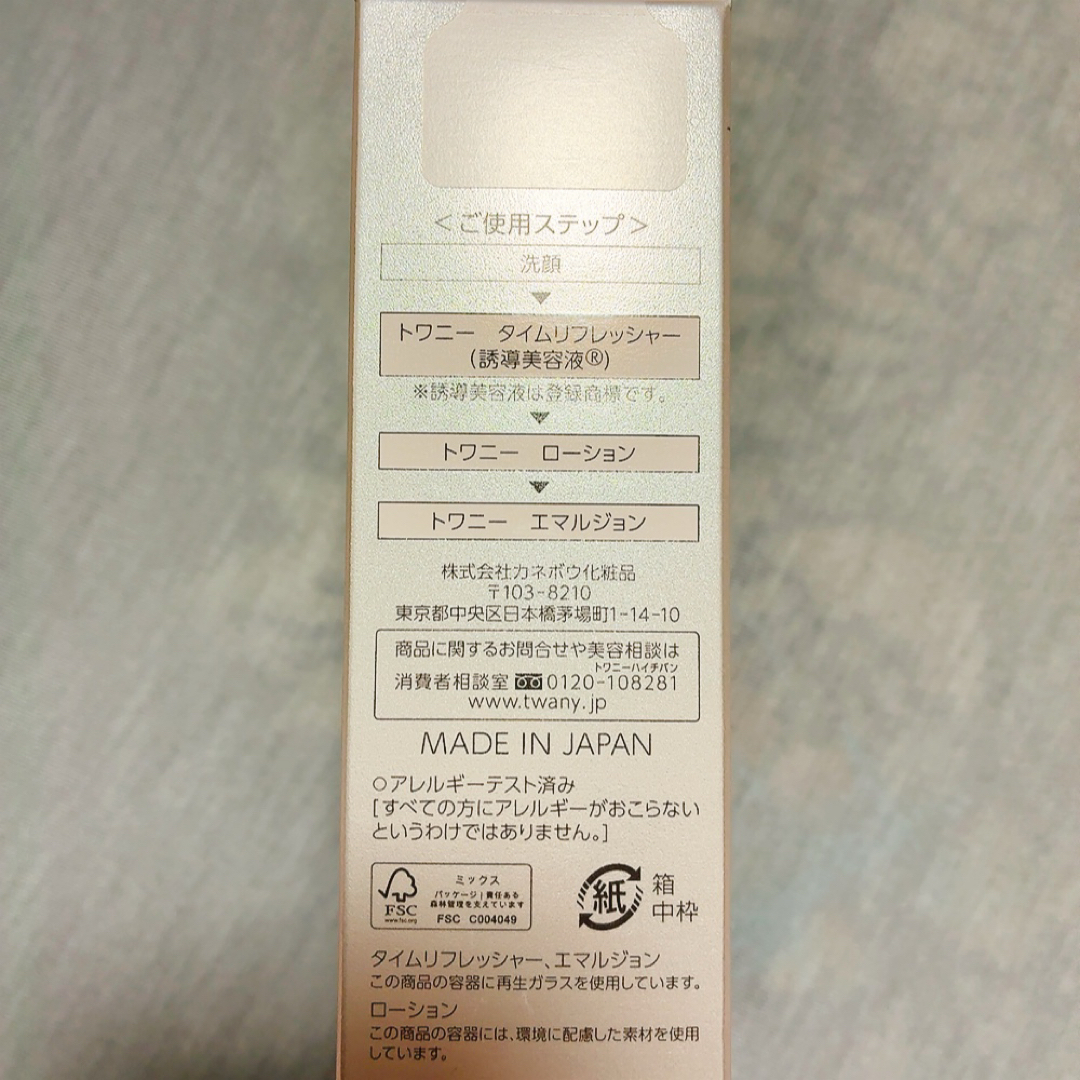 ＜ご使用ステップ＞
洗顔
トワニー　タイムリフレッシャー
(誘導美容液®)
※誘導美容液は登録商標です。
トワニー　ローション
トワニー　エマルジョン
株式会社カネボウ化粧品
〒103-8210
東京都中央区日本橋茅場町1-14-10
商品に関するお問合せや美容相談は
トワニーハイチバン
消費者相談室 0120-108281
www.twany.jp
MADE IN JAPAN
○アレルギーテスト済み
[すべての方にアレルギーがおこらない
というわけではありません。]
ミックス
パッケージ|責任ある
森林管理を支えています
FSC C004049
FSC
www.fsc.org
紙
箱
中枠
タイムリフレッシャー、エマルジョン
この商品の容器に再生ガラスを使用しています。
ローション
この商品の容器には、環境に配慮した素材を使用
しています。